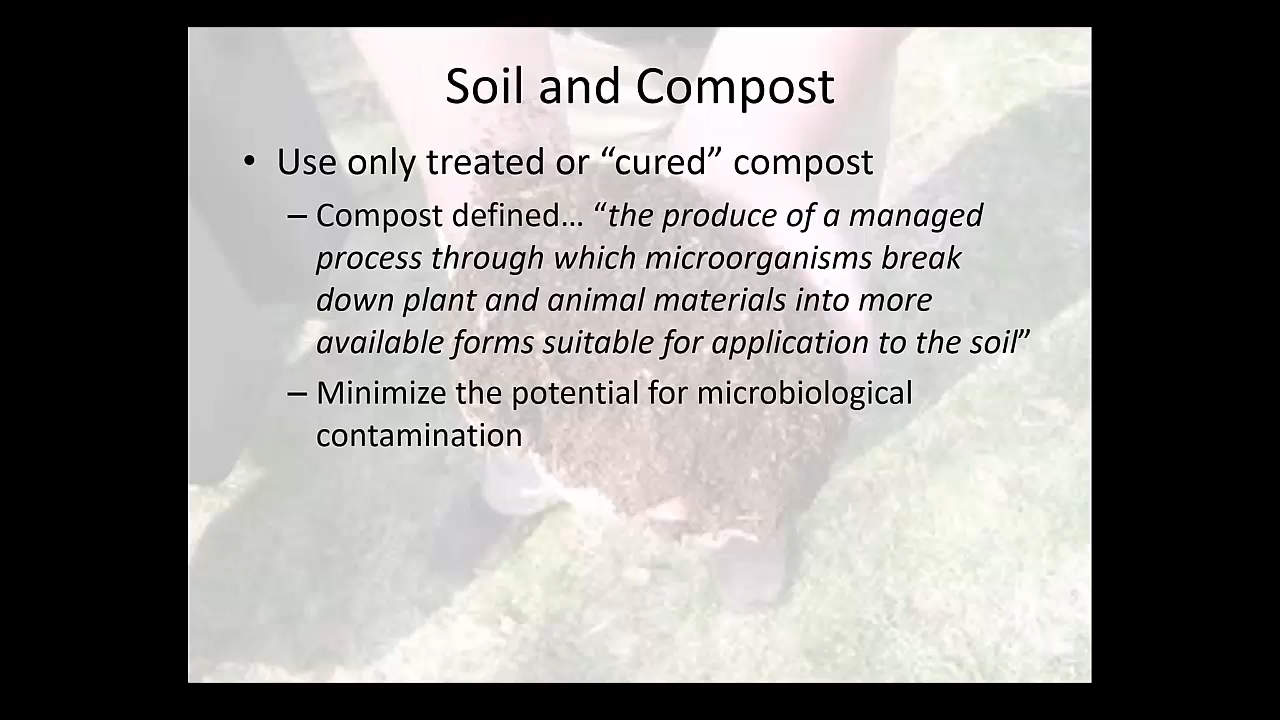 Soil and Compost
• Use only treated or “cured” compost
– Compost defined... “the produce of a managed
process through which microorganisms break
down plant and animal materials into more
available forms suitable for application to the soil”
– Minimize the potential for microbiological
contamination